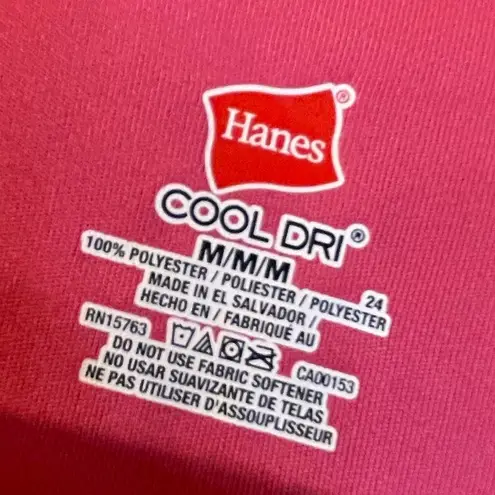 Hanes®
COOL DRI®
M/M/M
24
100% POLYESTER / POLIESTER / POLYESTER
MADE IN EL SALVADOR /
HECHO EN / FABRIQUÉ AU
RN15763 CA00153
DO NOT USE FABRIC SOFTENER
NO USAR SUAVIZANTE DE TELAS
NE PAS UTILISER D'ASSOUPLISSEUR